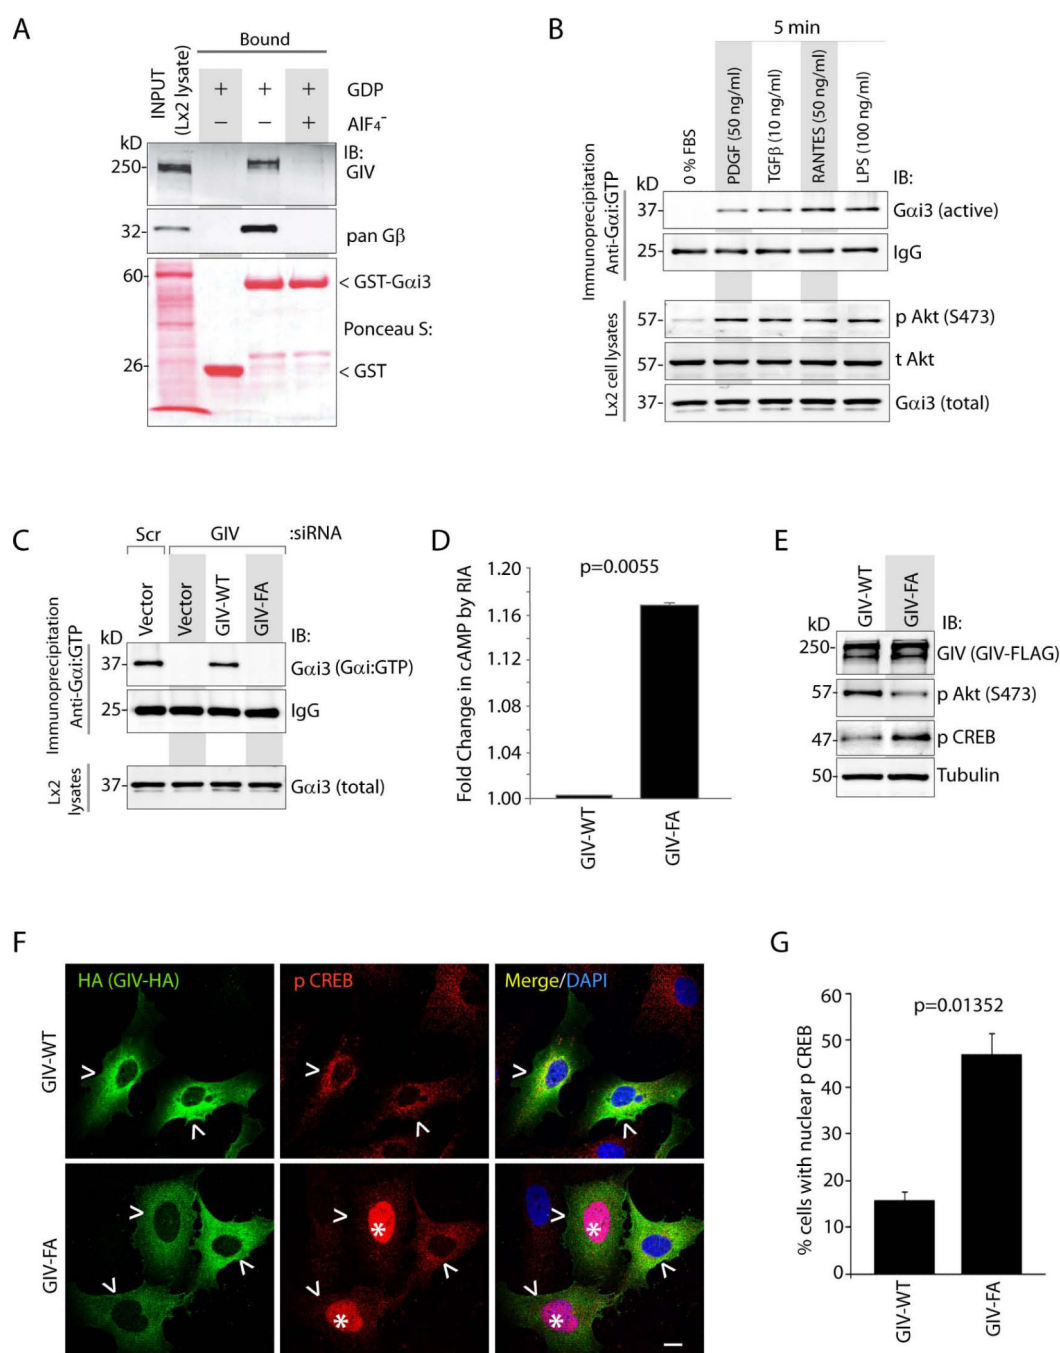 A
Bound
INPUT
(Lx2 lysate)
+ + + GDP
− − + AlF₄⁻
kD
IB:
250-
GIV
32-
pan Gβ
60-
< GST-Gαi3
Ponceau S:
26-
< GST
B
5 min
0 % FBS
PDGF (50 ng/ml)
TGFβ (10 ng/ml)
RANTES (50 ng/ml)
LPS (100 ng/ml)
Immunoprecipitation
Anti-Gαi:GTP
kD
IB:
37-
Gαi3 (active)
25-
IgG
Lx2 cell lysates
57-
p Akt (S473)
57-
t Akt
37-
Gαi3 (total)
C
Scr GIV :siRNA
Vector
Vector
GIV-WT
GIV-FA
Immunoprecipitation
Anti-Gαi:GTP
kD
IB:
37-
Gαi3 (Gαi:GTP)
25-
IgG
Lx2
lysates
37-
Gαi3 (total)
D
Fold Change in cAMP by RIA
1.20
1.16
1.12
1.08
1.04
1.00
p=0.0055
GIV-WT
GIV-FA
E
GIV-WT
GIV-FA
kD
IB:
250-
GIV (GIV-FLAG)
57-
p Akt (S473)
47-
p CREB
50-
Tubulin
F
HA (GIV-HA)
p CREB
Merge/DAPI
GIV-WT
> > >
> > >
GIV-FA
> > >
> > >
> > >
* *
* *
G
% cells with nuclear p CREB
60
50
40
30
20
10
0
p=0.01352
GIV-WT
GIV-FA